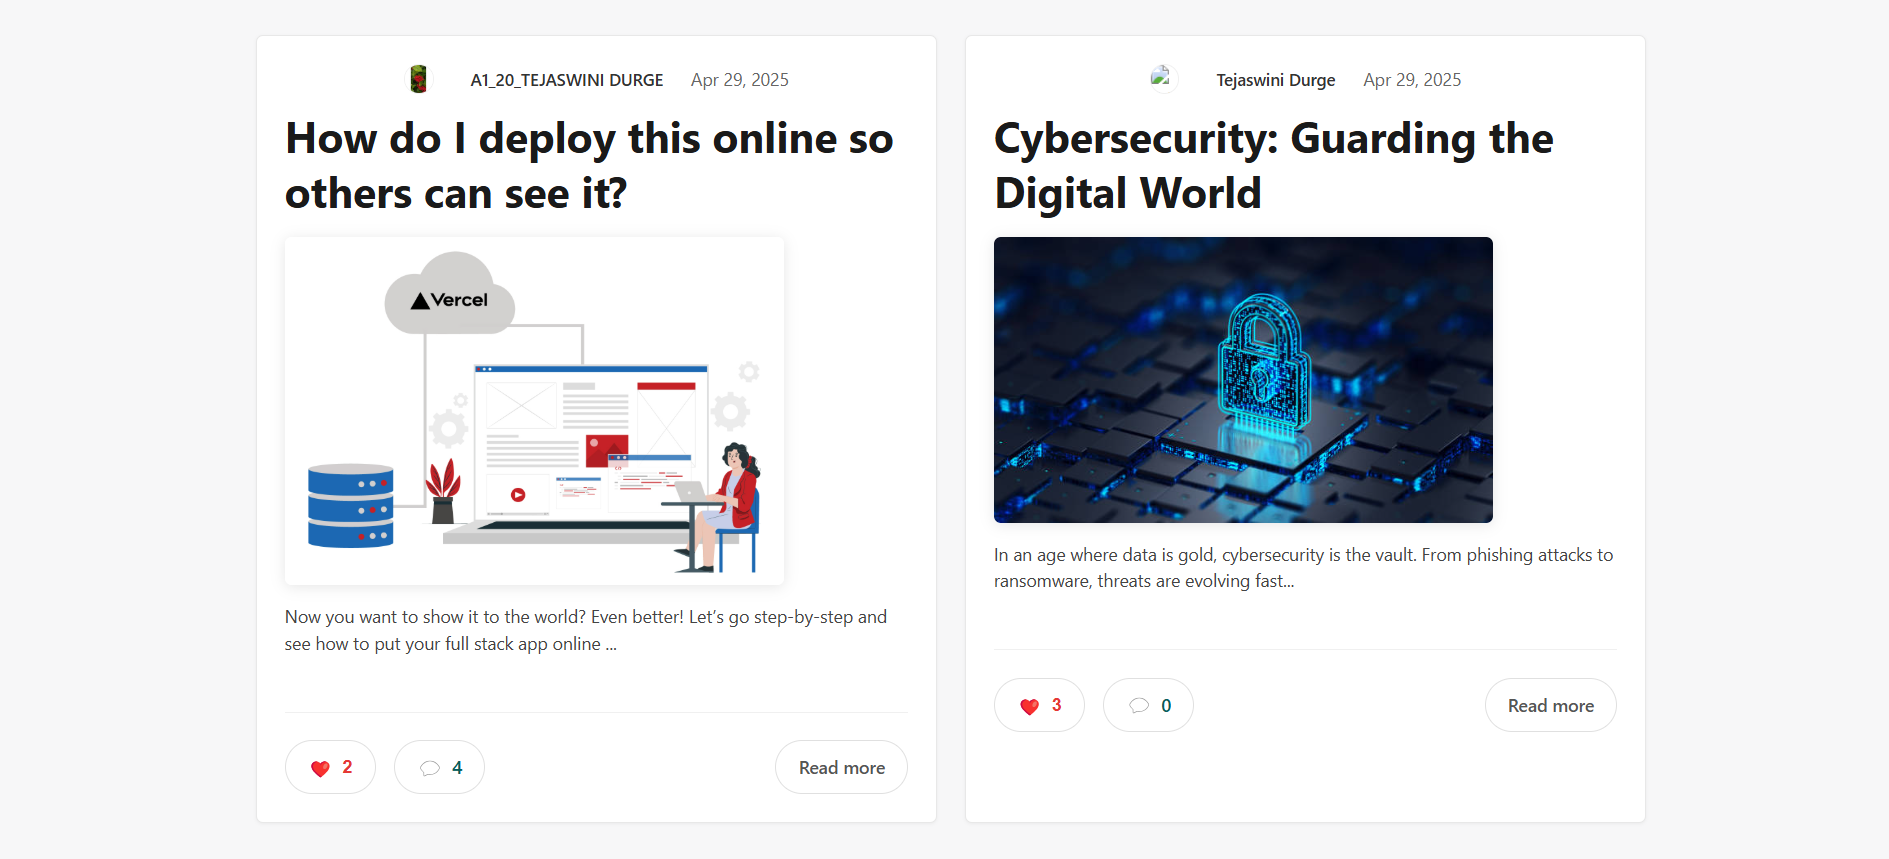 A1_20_TEJASWINI DURGE Apr 29, 2025
How do I deploy this online so
others can see it?
Vercel
Now you want to show it to the world? Even better! Let’s go step-by-step and
see how to put your full stack app online ...
2 4 Read more
Tejaswini Durge Apr 29, 2025
Cybersecurity: Guarding the
Digital World
In an age where data is gold, cybersecurity is the vault. From phishing attacks to
ransomware, threats are evolving fast...
3 0 Read more